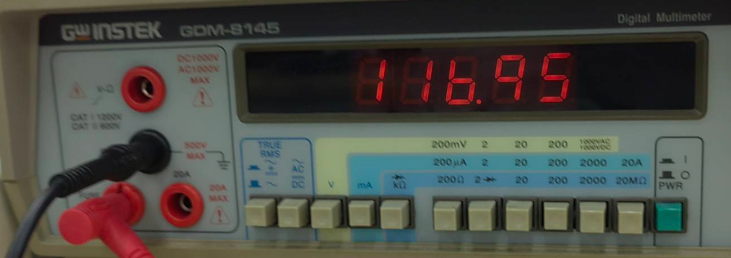 GW INSTEK GDM-8145
Digital Multimeter
116.95
DC1000V
AC1000V
MAX
V-Ω
CAT I 1000V
CAT II 600V
500V
MAX
20A
20A
MAX
TRUE
RMS
AC
DC
V
mA
kΩ
200mV 2 20 200 1000VAC
1000VDC
200μA 2 20 200 2000 20A
200Ω 2 20 200 2000 20MΩ
I
O
PWR